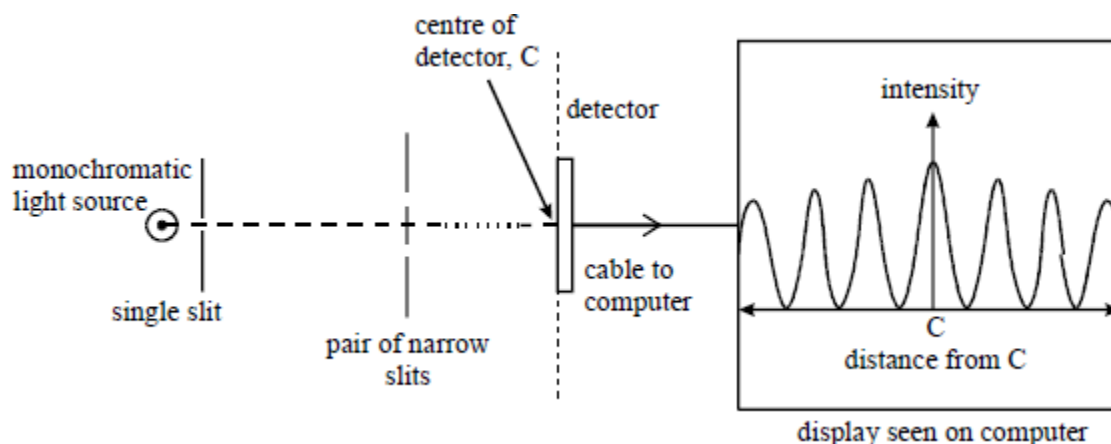 centre of
detector, C
detector
intensity
monochromatic
light source
cable to
computer
single slit
pair of narrow
slits
C
distance from C
display seen on computer